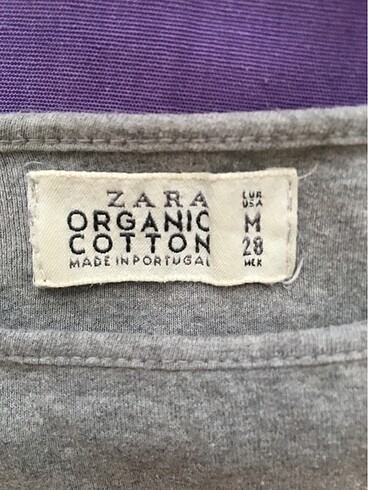 ZARA
ORGANIC
COTTON
MADE IN PORTUGAL
EUR
USA
M
28
MEX